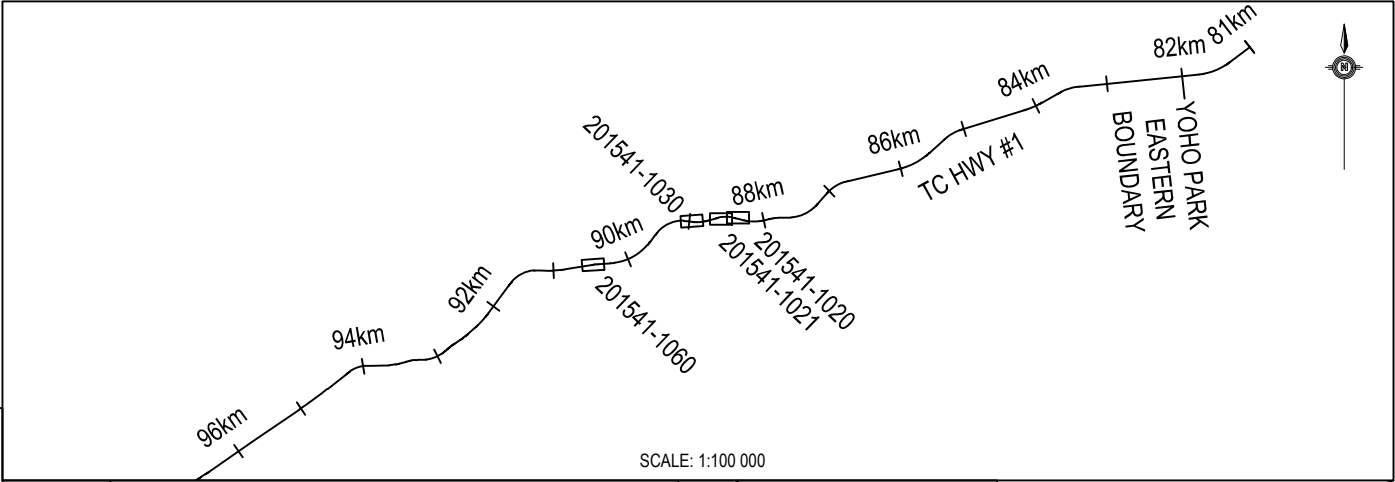 81km
82km
84km
YOHO PARK
EASTERN
BOUNDARY
N
86km
TC HWY #1
88km
201541-1030
201541-1020
201541-1021
90km
201541-1060
92km
94km
96km
SCALE: 1:100 000